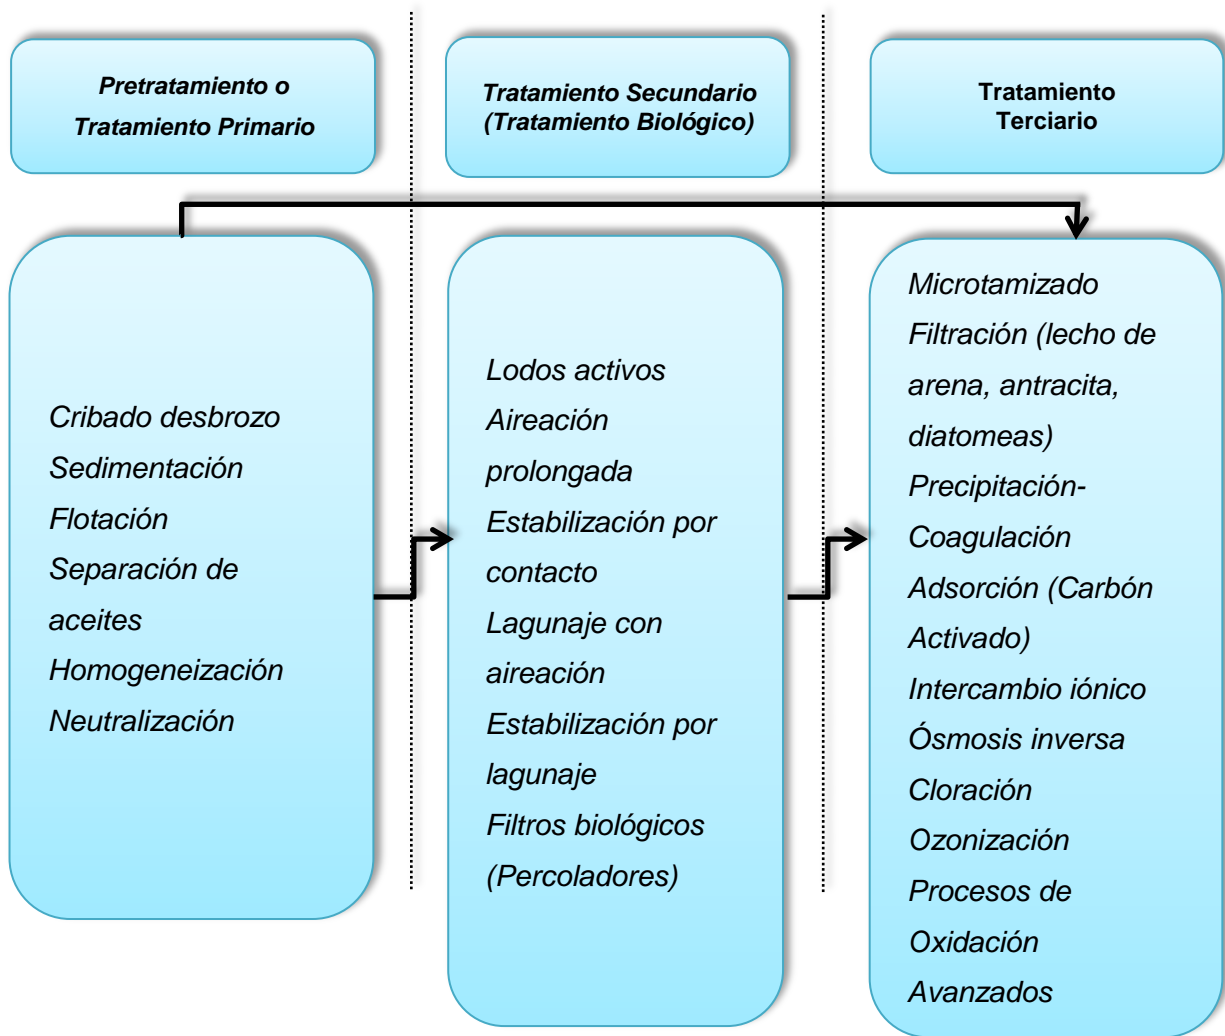 Pretratamiento o
Tratamiento Primario
Tratamiento Secundario
(Tratamiento Biológico)
Tratamiento
Terciario
Cribado desbrozo
Sedimentación
Flotación
Separación de
aceites
Homogeneización
Neutralización
Lodos activos
Aireación
prolongada
Estabilización por
contacto
Lagunaje con
aireación
Estabilización por
lagunaje
Filtros biológicos
(Percoladores)
Microtamizado
Filtración (lecho de
arena, antracita,
diatomeas)
Precipitación-
Coagulación
Adsorción (Carbón
Activado)
Intercambio iónico
Ósmosis inversa
Cloración
Ozonización
Procesos de
Oxidación
Avanzados